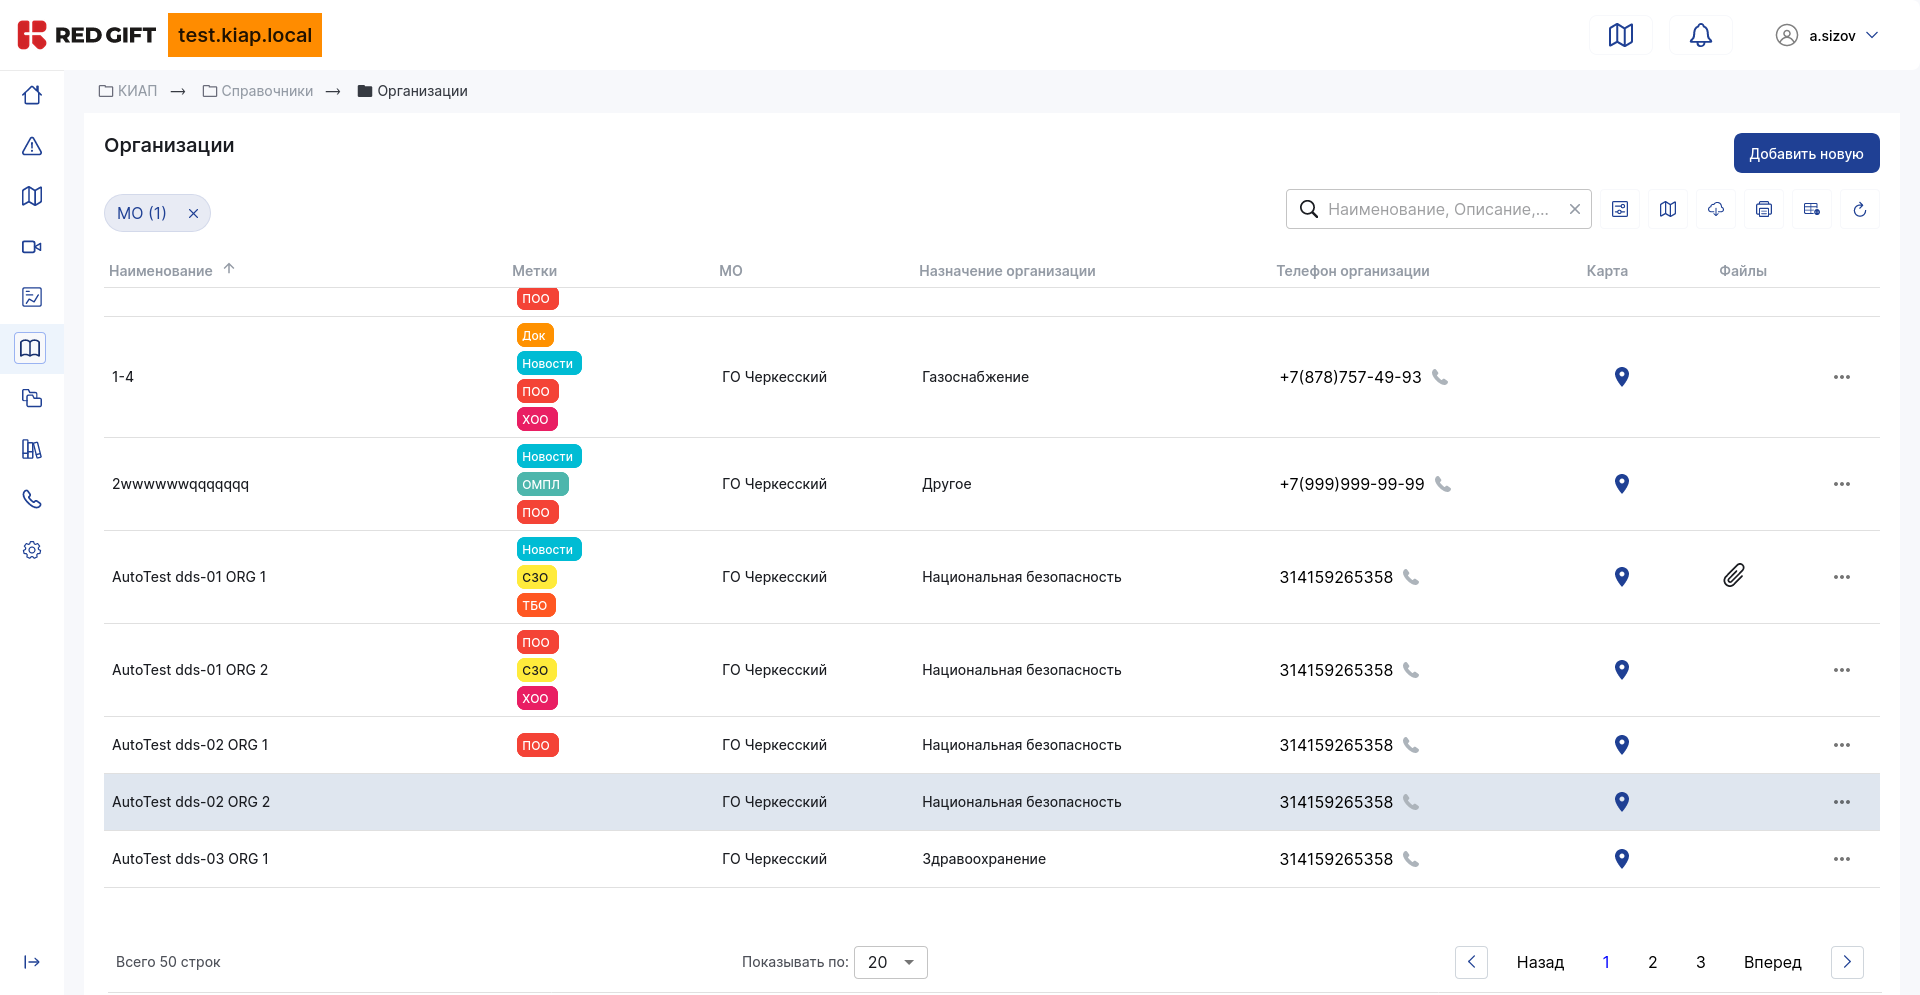 RED GIFT test.kiap.local a.sizov
КИАП → Справочники → Организации
Организации
Добавить новую
МО (1)
Наименование, Описание,...
Наименование Метки МО Назначение организации Телефон организации Карта Файлы
ПОО
Док
Новости
1-4 ГО Черкесский Газоснабжение +7(878)757-49-93
ПОО
ХОО
Новости
2wwwwwwqqqqqqq ОМПЛ ГО Черкесский Другое +7(999)999-99-99
ПОО
Новости
AutoTest dds-01 ORG 1 СЗО ГО Черкесский Национальная безопасность 314159265358
ТБО
ПОО
AutoTest dds-01 ORG 2 СЗО ГО Черкесский Национальная безопасность 314159265358
ХОО
AutoTest dds-02 ORG 1 ПОО ГО Черкесский Национальная безопасность 314159265358
AutoTest dds-02 ORG 2 ГО Черкесский Национальная безопасность 314159265358
AutoTest dds-03 ORG 1 ГО Черкесский Здравоохранение 314159265358
Всего 50 строк Показывать по: 20 Назад 1 2 3 Вперед